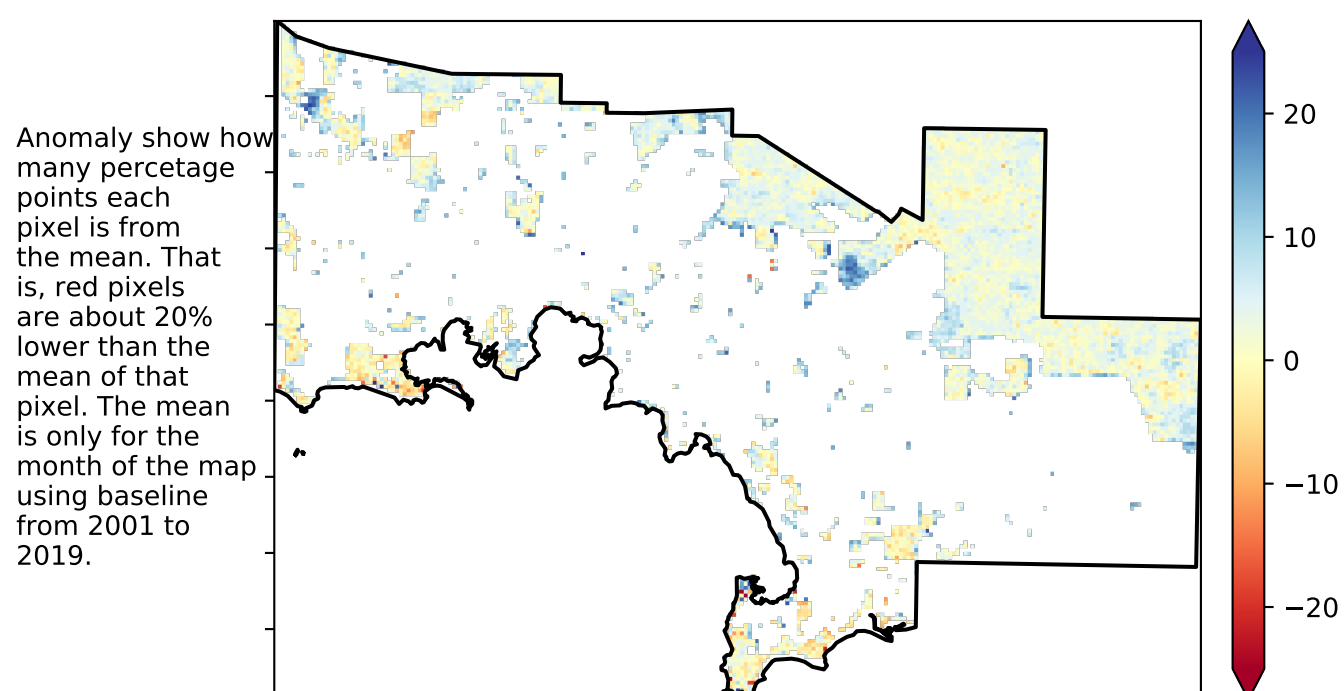 Anomaly show how
many percetage
points each
pixel is from
the mean. That
is, red pixels
are about 20%
lower than the
mean of that
pixel. The mean
is only for the
month of the map
using baseline
from 2001 to
2019.
20
10
0
−10
−20